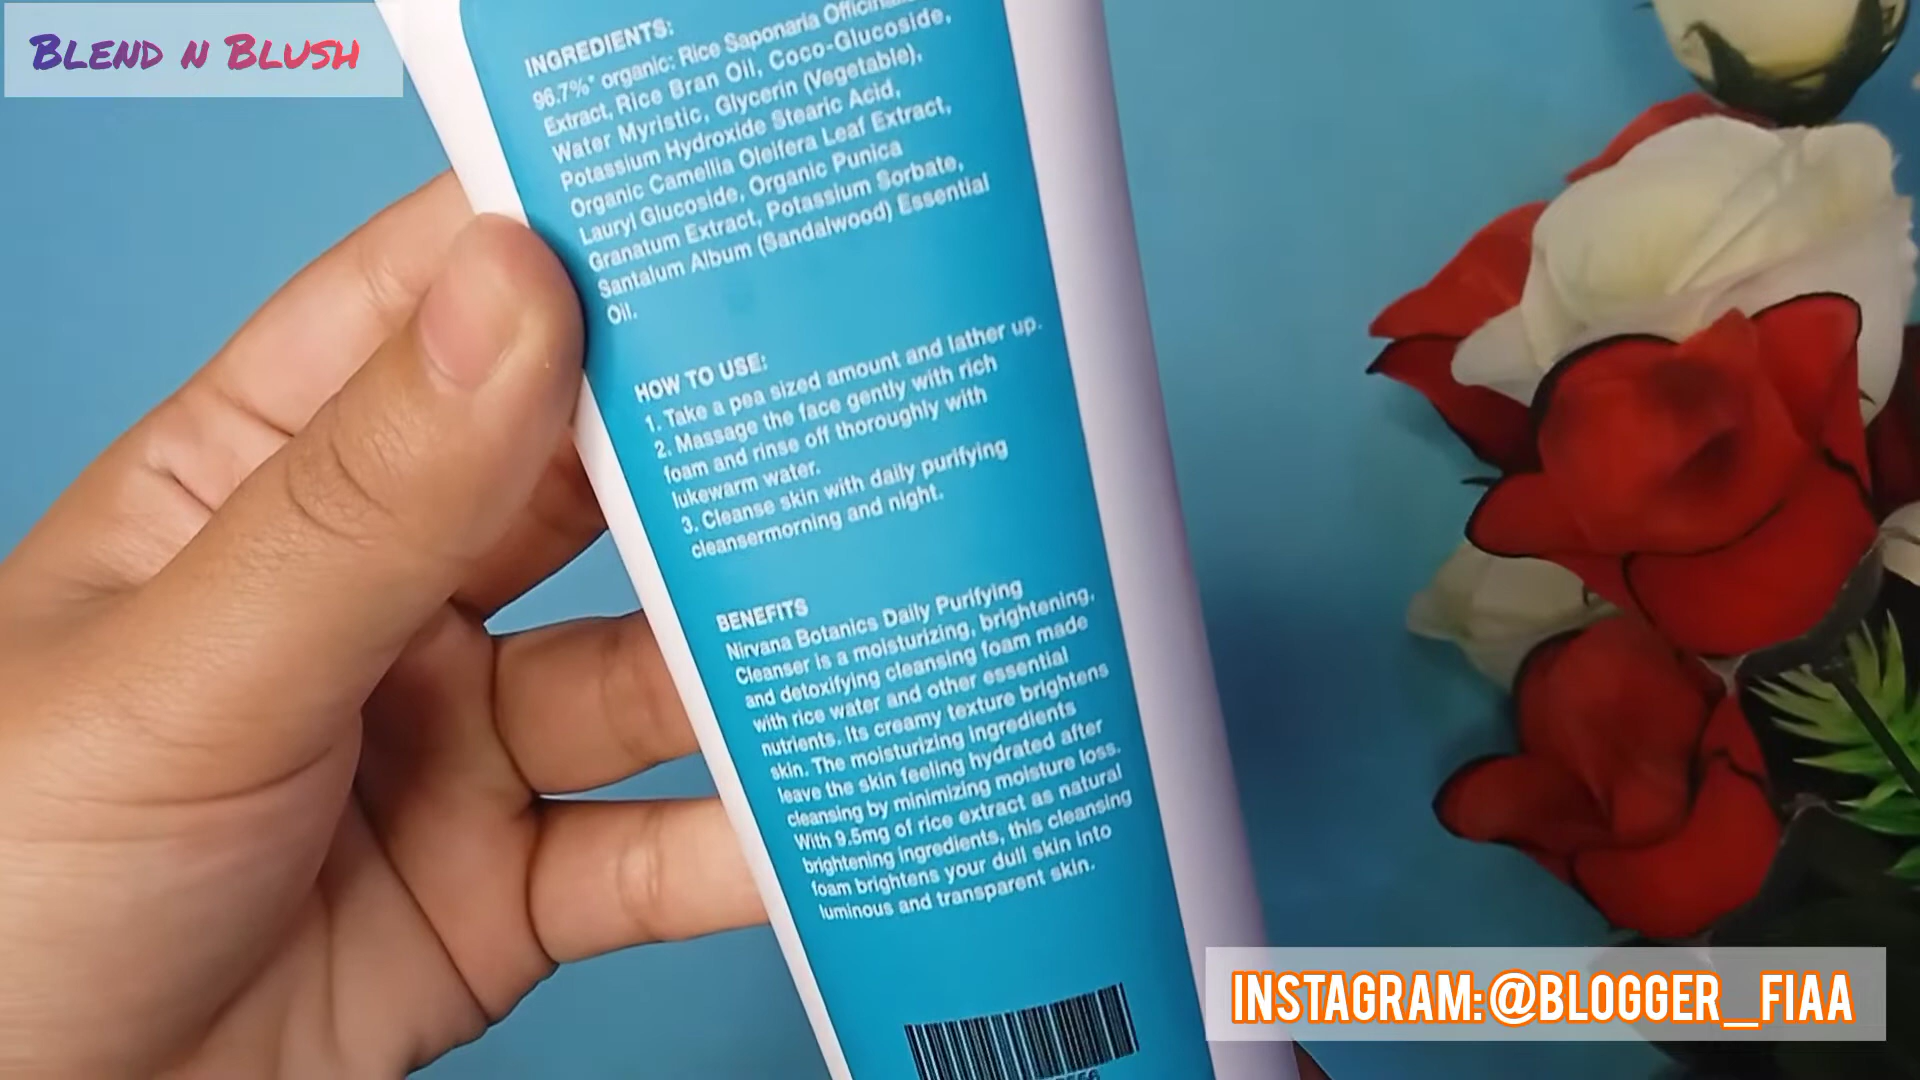 BLEND N BLUSH
INGREDIENTS:
96.7%* organic: Rice Saponaria
Extract, Rice Bran Oil, Coco-Glucoside,
Water Myristic, Glycerin (Vegetable),
Potassium Hydroxide Stearic Acid,
Organic Camellia Oleifera Leaf Extract,
Lauryl Glucoside, Organic Punica
Granatum Extract, Potassium Sorbate,
Santalum Album (Sandalwood) Essential
Oil.
HOW TO USE:
1. Take a pea sized amount and lather up.
2. Massage the face gently with rich
foam and rinse off thoroughly with
lukewarm water.
3. Cleanse skin with daily purifying
cleansermorning and night.
BENEFITS
Nirvana Botanics Daily Purifying
Cleanser is a moisturizing, brightening,
and detoxifying cleansing foam made
with rice water and other essential
nutrients. Its creamy texture brightens
skin. The moisturizing ingredients
leave the skin feeling hydrated after
cleansing by minimizing moisture loss.
With 9.5mg of rice extract as natural
brightening ingredients, this cleansing
foam brightens your dull skin into
luminous and transparent skin.
INSTAGRAM:@BLOGGER_FIAA